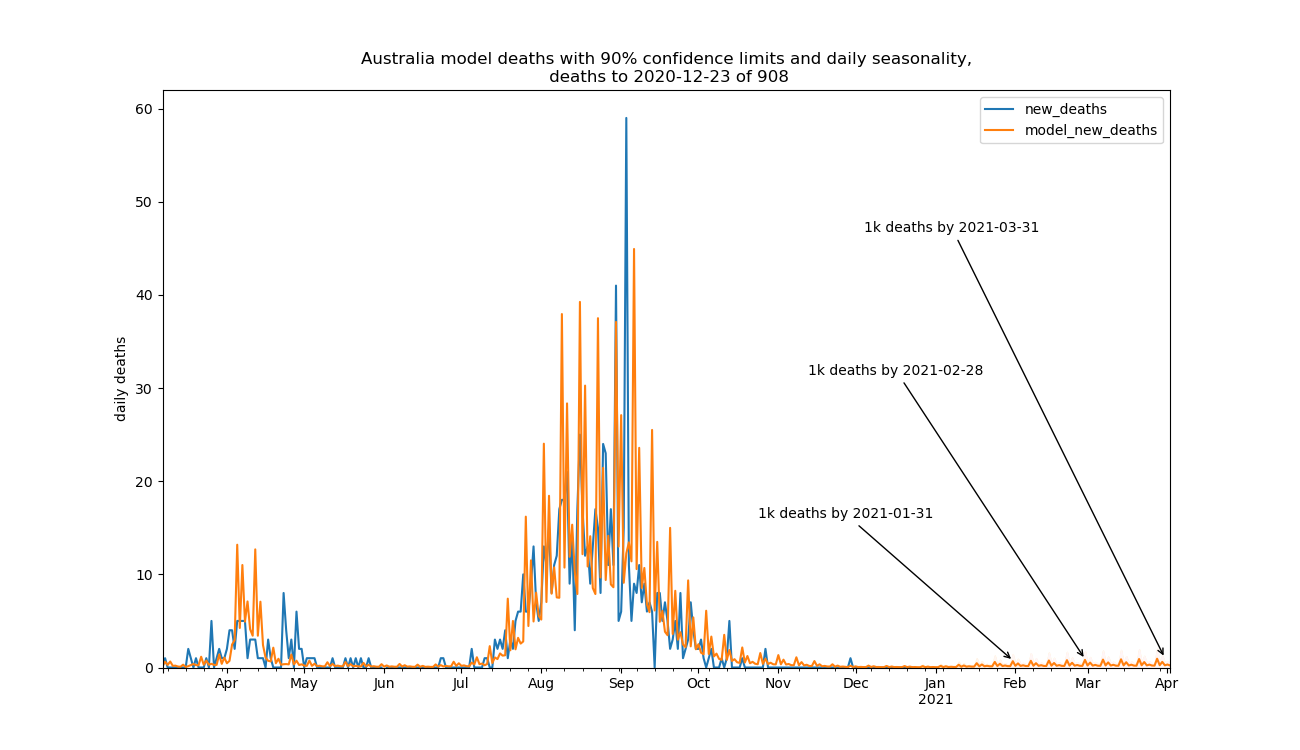 Australia model deaths with 90% confidence limits and daily seasonality,
deaths to 2020-12-23 of 908
new_deaths
model_new_deaths
daily deaths
60
50
40
30
20
10
0
1k deaths by 2021-03-31
1k deaths by 2021-02-28
1k deaths by 2021-01-31
Apr May Jun Jul Aug Sep Oct Nov Dec Jan Feb Mar Apr
2021